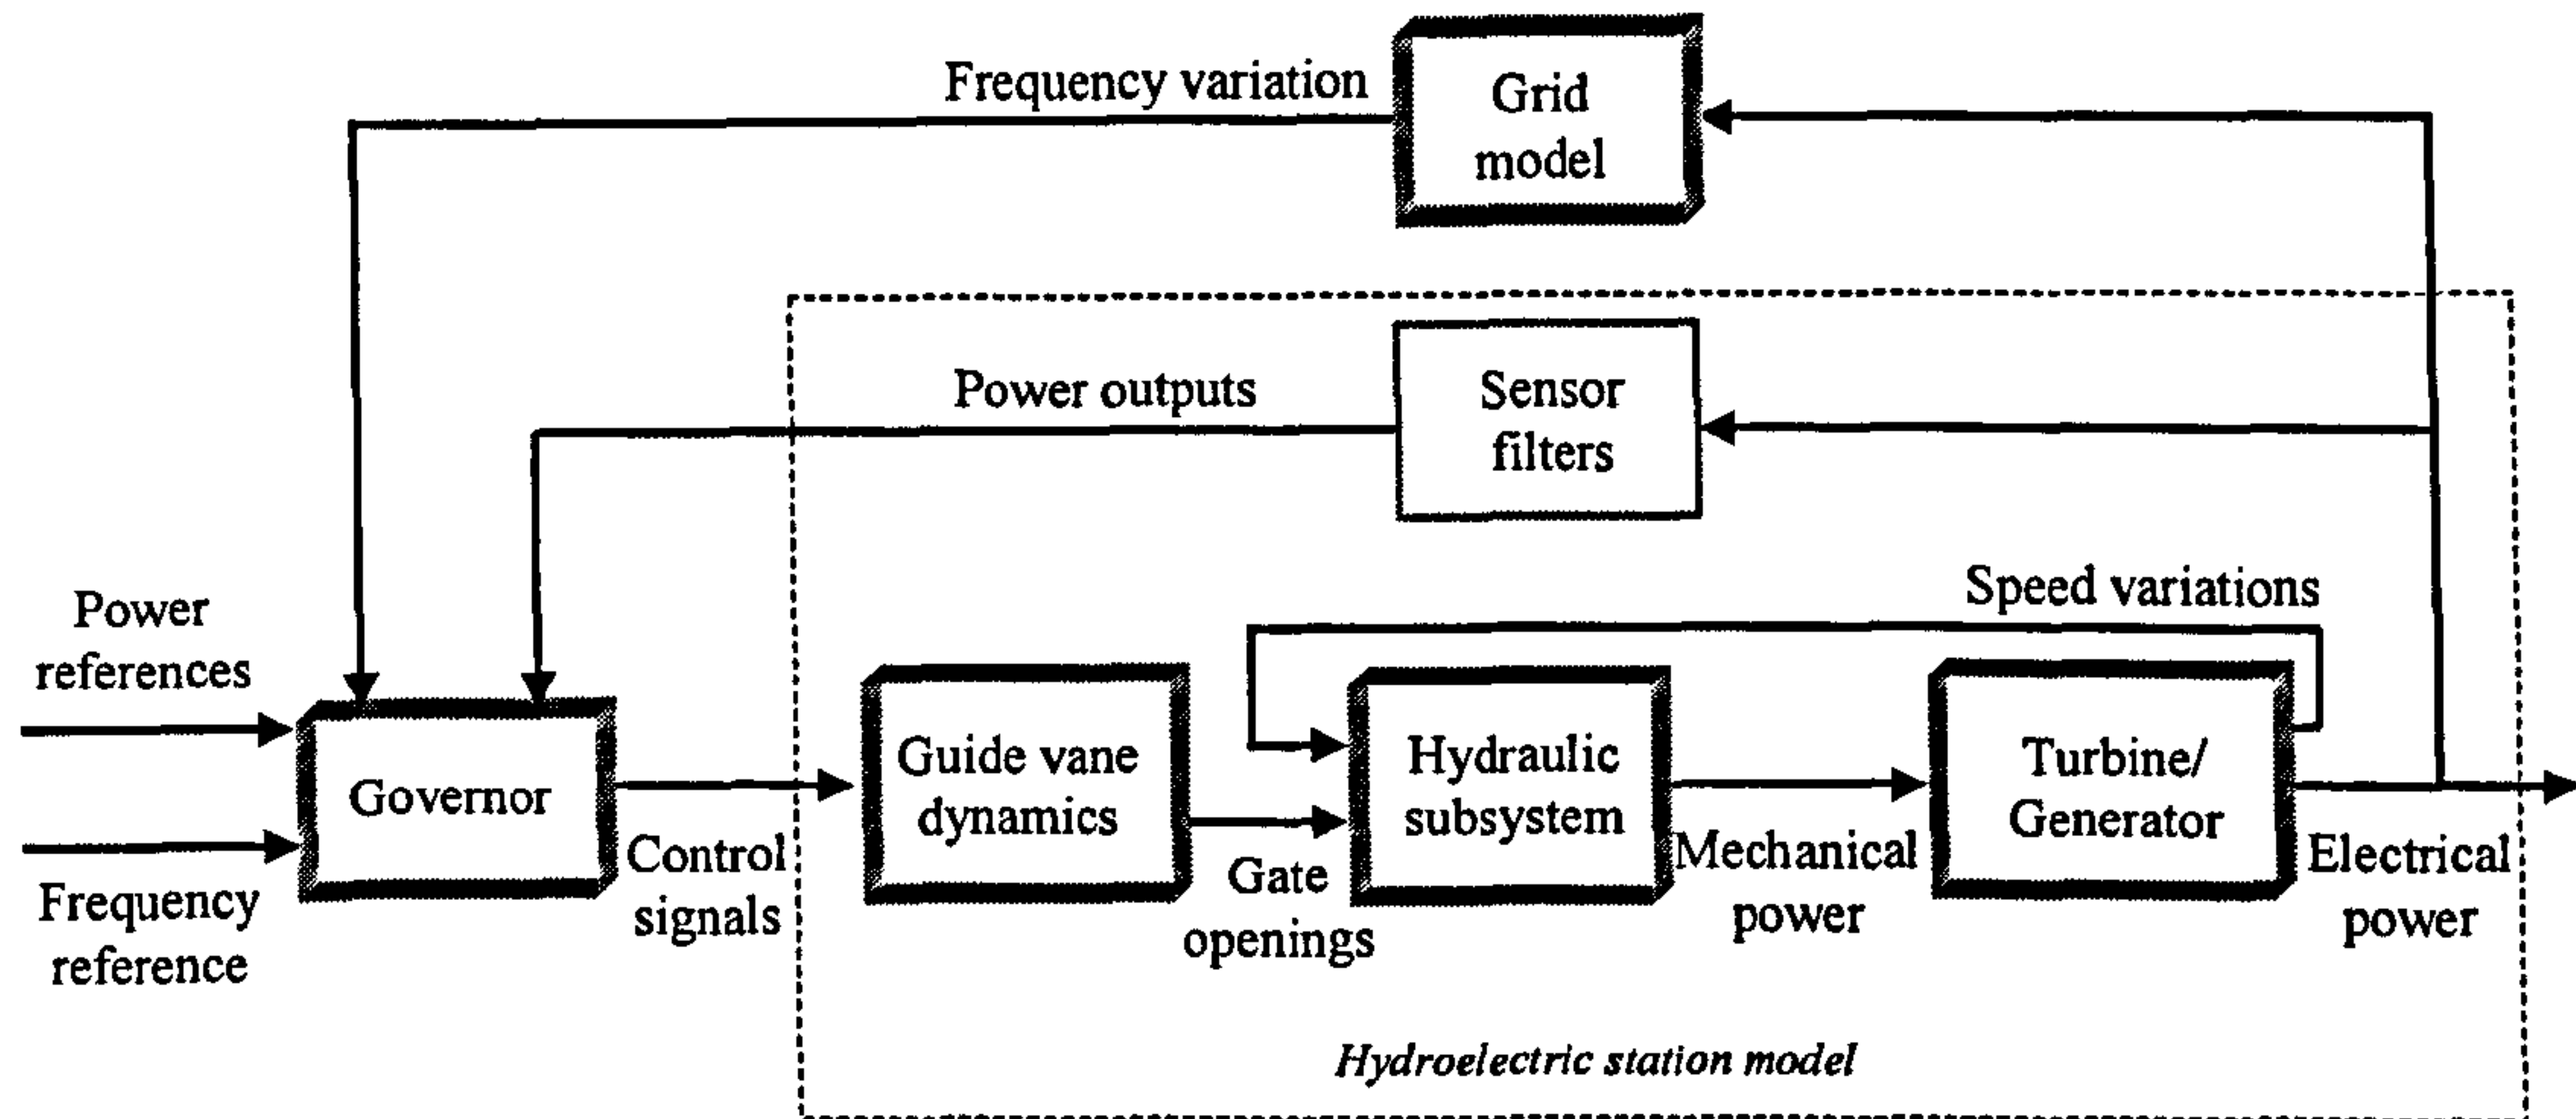 Frequency variation
Grid
model
Power outputs
Sensor
filters
Speed variations
Power
references
Governor
Frequency
reference
Control
signals
Guide vane
dynamics
Gate
openings
Hydraulic
subsystem
Mechanical
power
Turbine/
Generator
Electrical
power
Hydroelectric station model